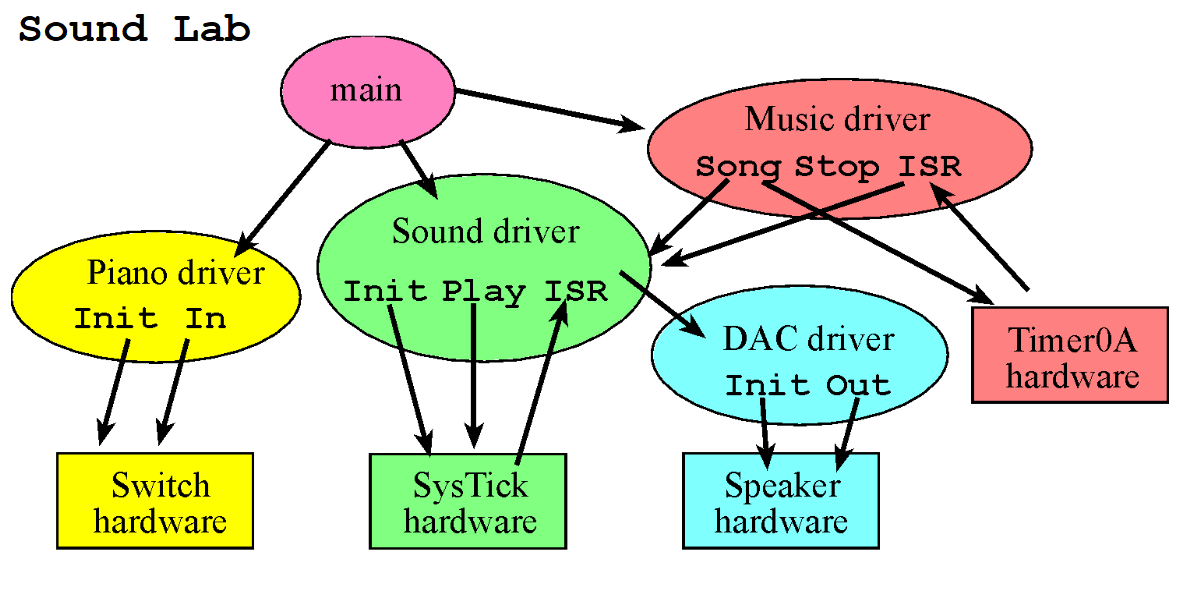 Sound Lab
main
Music driver
Song Stop ISR
Sound driver
Init Play ISR
Piano driver
Init In
DAC driver
Init Out
Timer0A
hardware
Switch
hardware
SysTick
hardware
Speaker
hardware